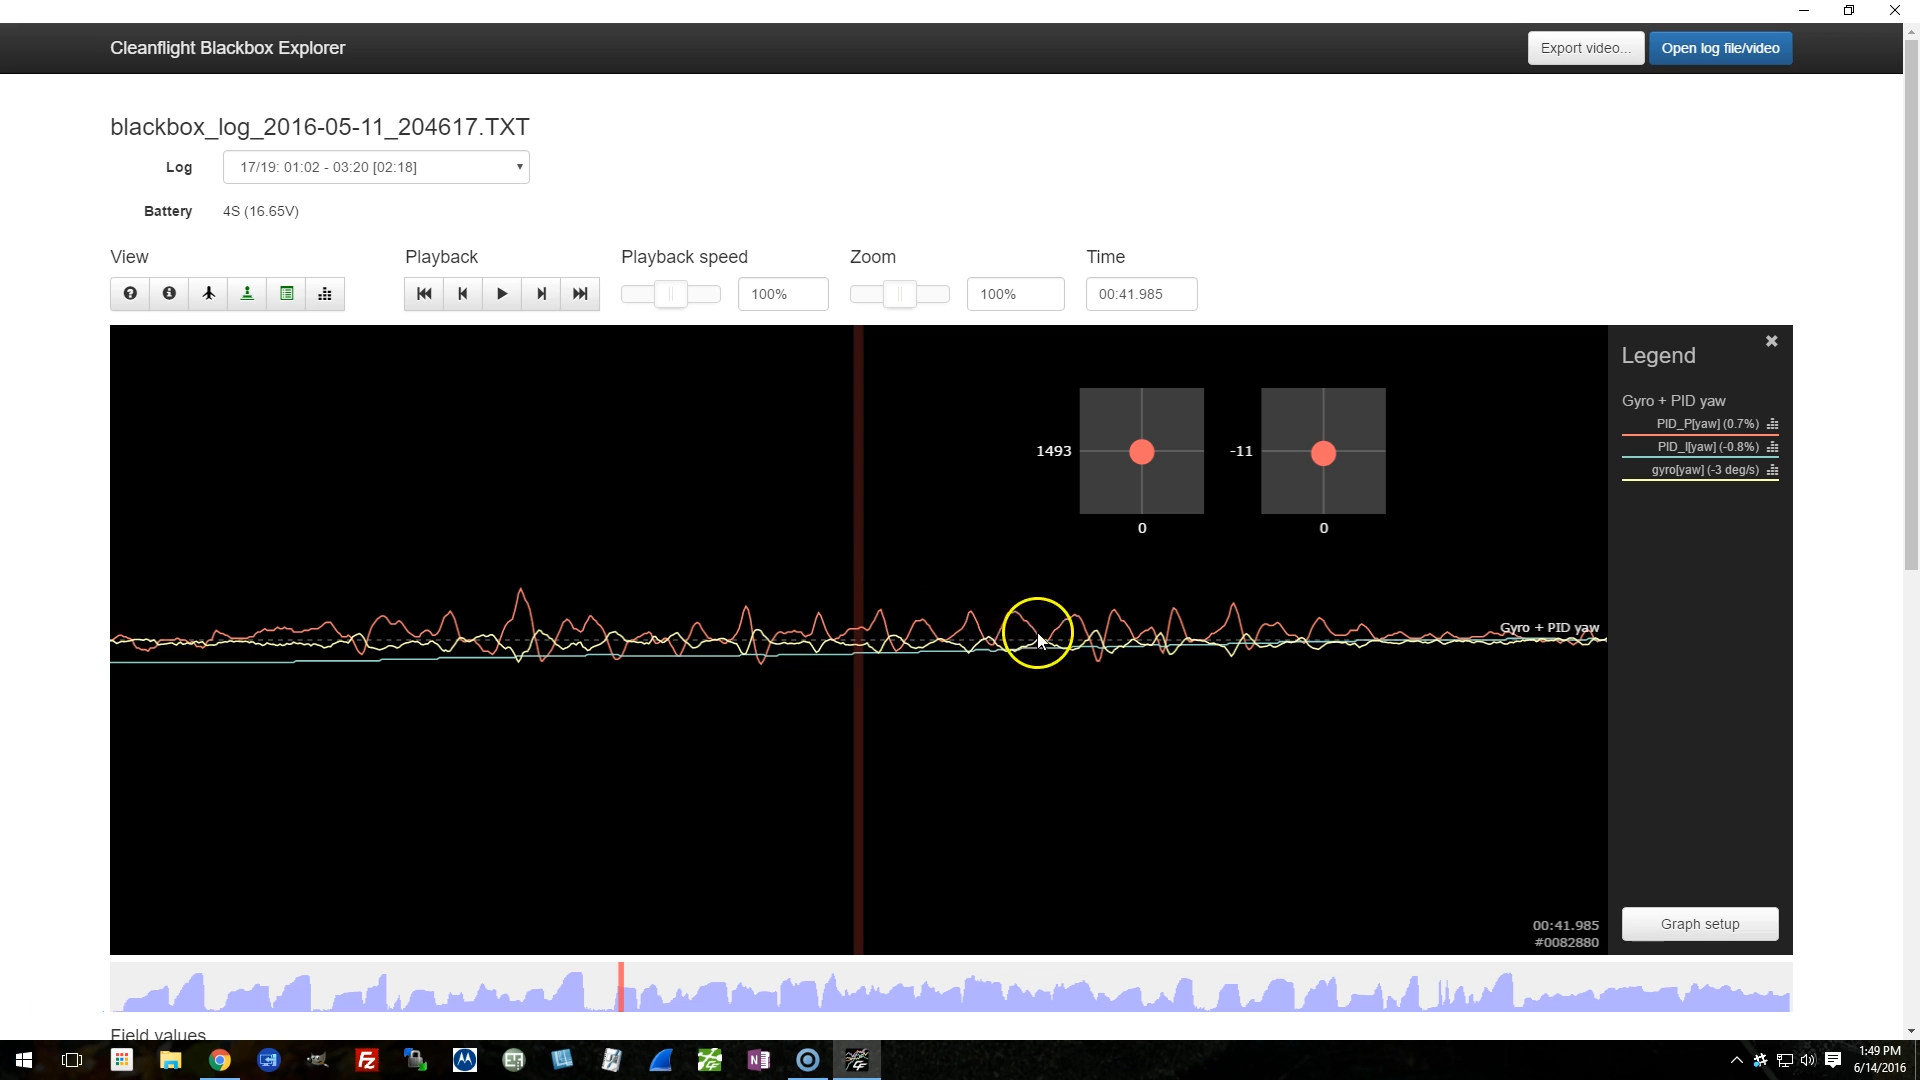 Cleanflight Blackbox Explorer
Export video...
Open log file/video
blackbox_log_2016-05-11_204617.TXT
Log
17/19: 01:02 - 03:20 [02:18]
Battery
4S (16.65V)
View
Playback
Playback speed
Zoom
Time
100%
100%
00:41.985
Legend
Gyro + PID yaw
PID_P[yaw] (0.7%)
PID_I[yaw] (-0.8%)
gyro[yaw] (-3 deg/s)
1493
-11
0
0
Gyro + PID yaw
00:41.985
#0082880
Graph setup
Field values
1:49 PM
6/14/2016